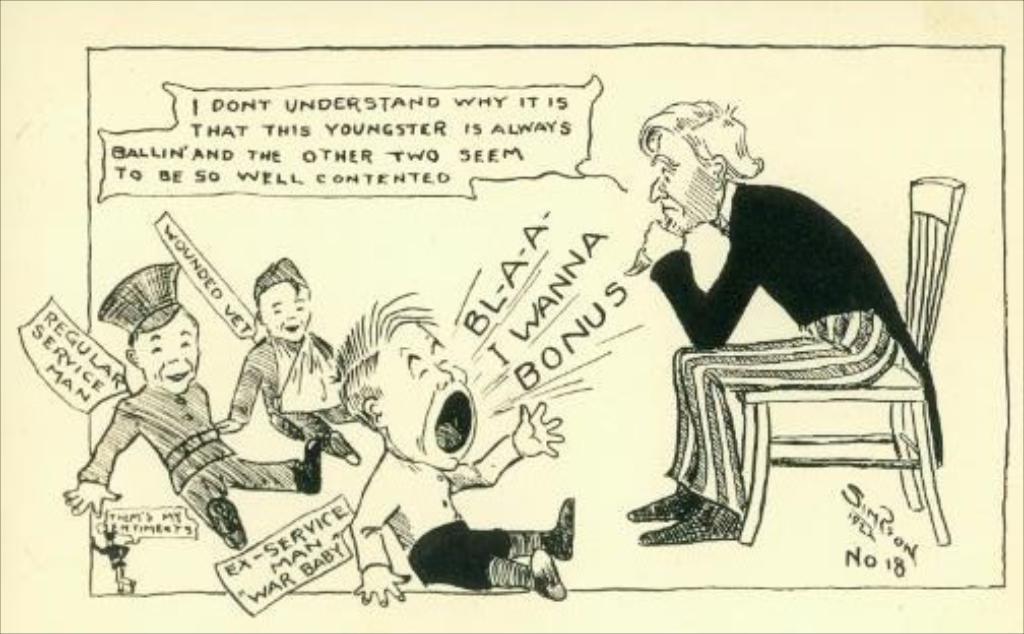 I DONT UNDERSTAND WHY IT IS
THAT THIS YOUNGSTER IS ALWAYS
BALLIN' AND THE OTHER TWO SEEM
TO BE SO WELL CONTENTED
WOUNDED VET
REGULAR
SERVICE
MAN
BL-A-A'
I WANNA
BONUS
THEM'S MY
SENTIMENTS
EX-SERVICE
MAN
"WAR BABY"
SIMPSON
1922
No 18